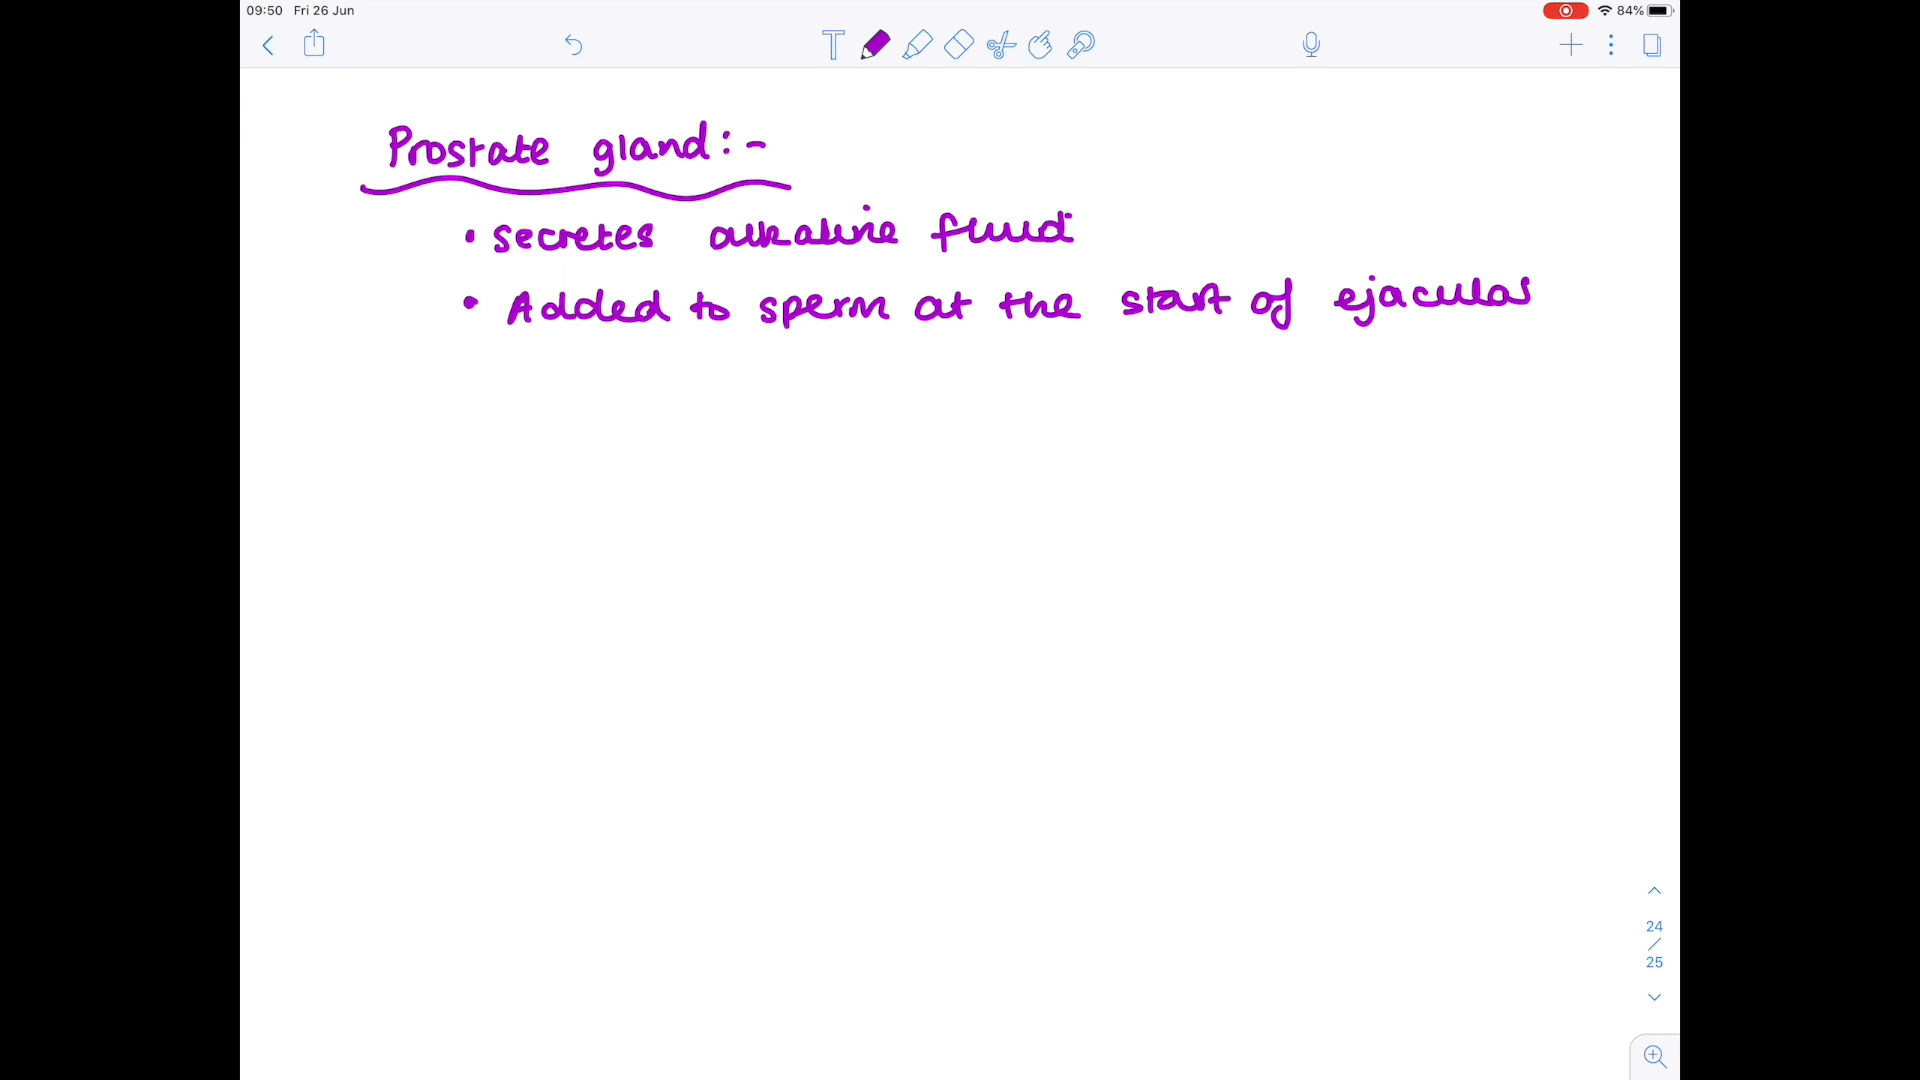 09:50 Fri 26 Jun
84%
T
Prostate gland:-
• secretes alkaline fluid
• Added to sperm at the start of ejaculas
24
/
25